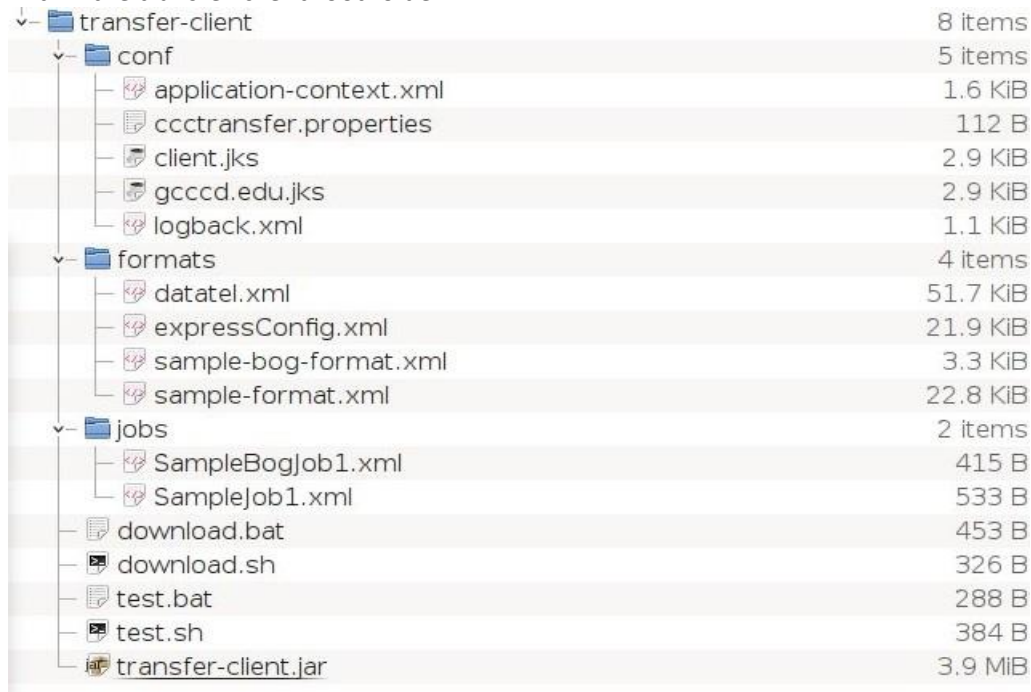 transfer-client 8 items
conf 5 items
application-context.xml 1.6 KiB
ccctransfer.properties 112 B
client.jks 2.9 KiB
gcccd.edu.jks 2.9 KiB
logback.xml 1.1 KiB
formats 4 items
datatel.xml 51.7 KiB
expressConfig.xml 21.9 KiB
sample-bog-format.xml 3.3 KiB
sample-format.xml 22.8 KiB
jobs 2 items
SampleBogJob1.xml 415 B
SampleJob1.xml 533 B
download.bat 453 B
download.sh 326 B
test.bat 288 B
test.sh 384 B
transfer-client.jar 3.9 MiB